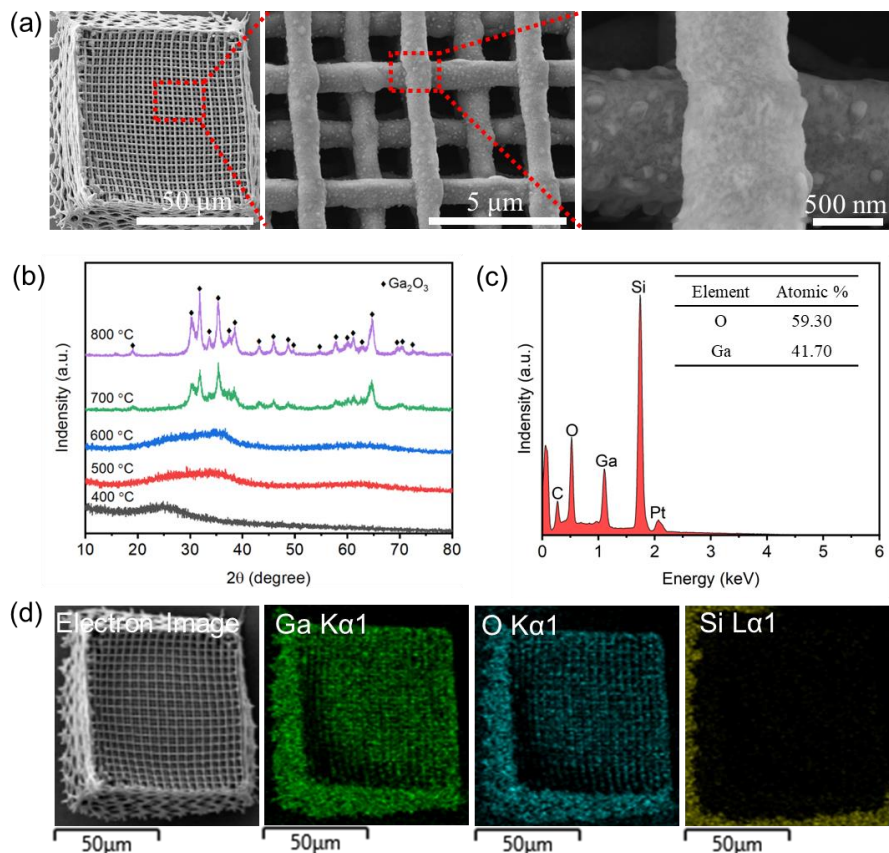 (a)
50 μm
5 μm
500 nm
(b)
Indensity (a.u.)
♦ Ga₂O₃
800 °C
700 °C
600 °C
500 °C
400 °C
10 20 30 40 50 60 70 80
2θ (degree)
(c)
Indensity (a.u.)
C
O
Ga
Si
Pt
Element Atomic %
O 59.30
Ga 41.70
0 1 2 3 4 5 6
Energy (keV)
(d)
Electron Image
Ga Kα1
O Kα1
Si Lα1
50μm
50μm
50μm
50μm